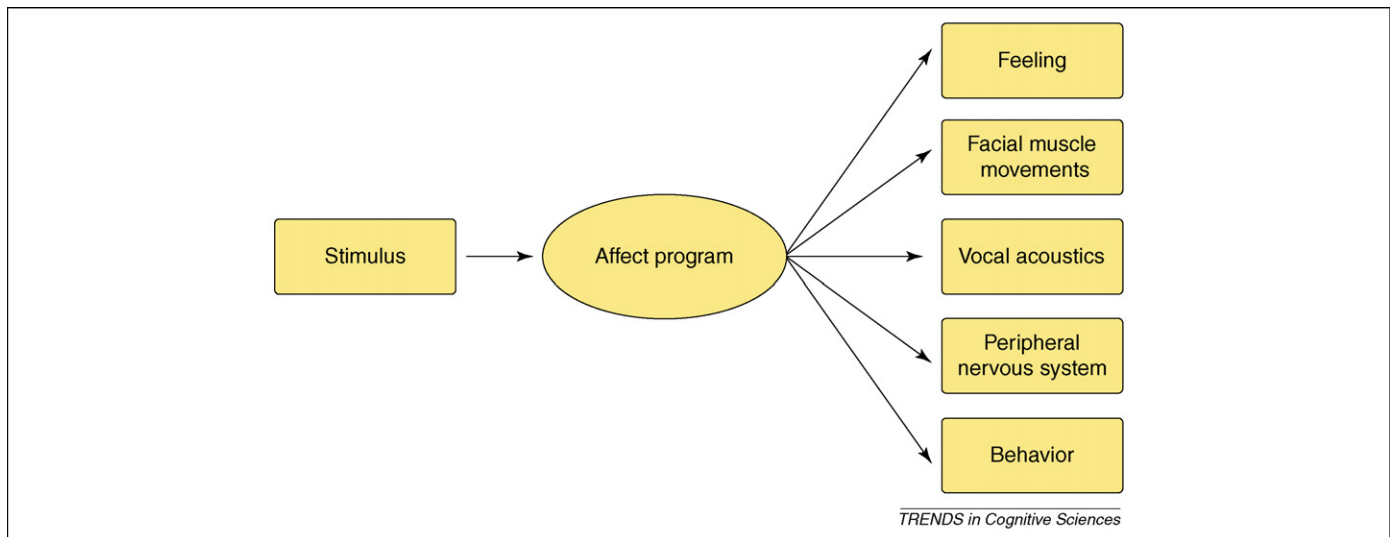 Feeling
Facial muscle
movements
Stimulus
Affect program
Vocal acoustics
Peripheral
nervous system
Behavior
TRENDS in Cognitive Sciences